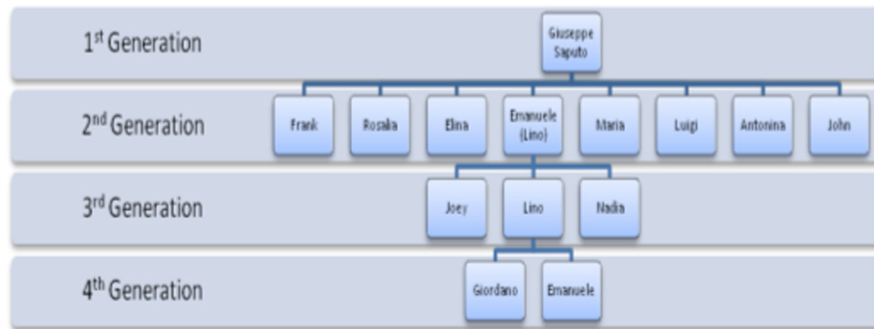 1st Generation
Giuseppe
Saputo
2nd Generation
Frank
Rosalia
Elina
Emanuele
(Lino)
Maria
Luigi
Antonina
John
3rd Generation
Joey
Lino
Nadia
4th Generation
Giordano
Emanuele